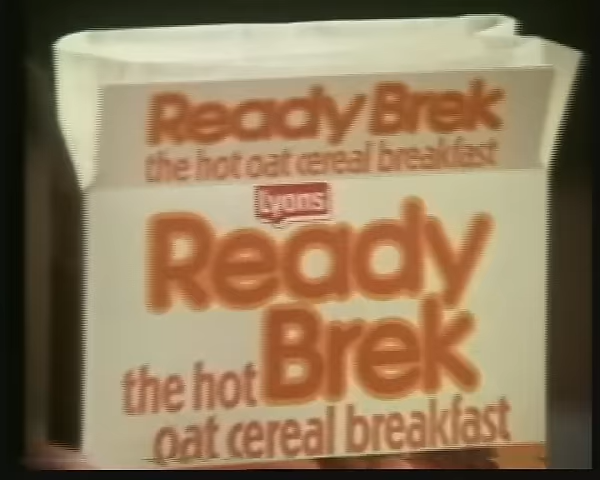 Ready Brek
the hot oat cereal breakfast
Lyons
Ready
Brek
the hot
oat cereal breakfast